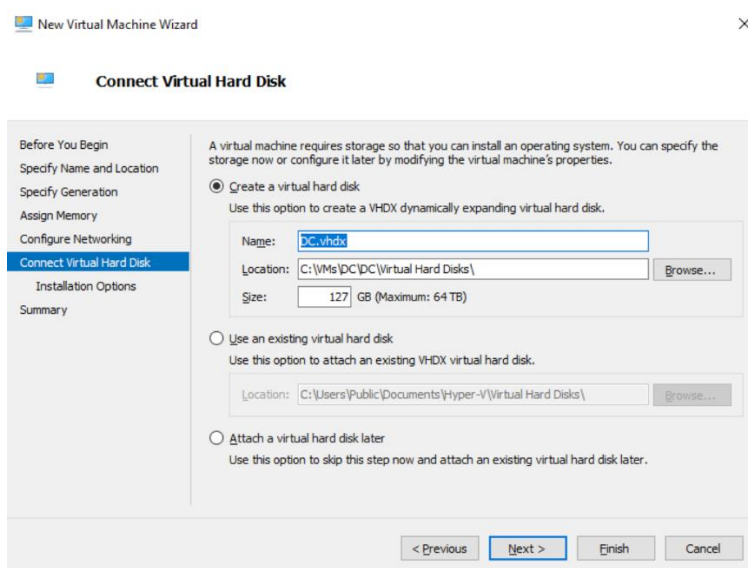 New Virtual Machine Wizard
Connect Virtual Hard Disk
Before You Begin
Specify Name and Location
Specify Generation
Assign Memory
Configure Networking
Connect Virtual Hard Disk
Installation Options
Summary
A virtual machine requires storage so that you can install an operating system. You can specify the
storage now or configure it later by modifying the virtual machine's properties.
Create a virtual hard disk
Use this option to create a VHDX dynamically expanding virtual hard disk.
Name: DC.vhdx
Location: C:\VMs\DC\DC\Virtual Hard Disks\ Browse...
Size: 127 GB (Maximum: 64 TB)
Use an existing virtual hard disk
Use this option to attach an existing VHDX virtual hard disk.
Location: C:\Users\Public\Documents\Hyper-V\Virtual Hard Disks\ Browse...
Attach a virtual hard disk later
Use this option to skip this step now and attach an existing virtual hard disk later.
< Previous Next > Finish Cancel